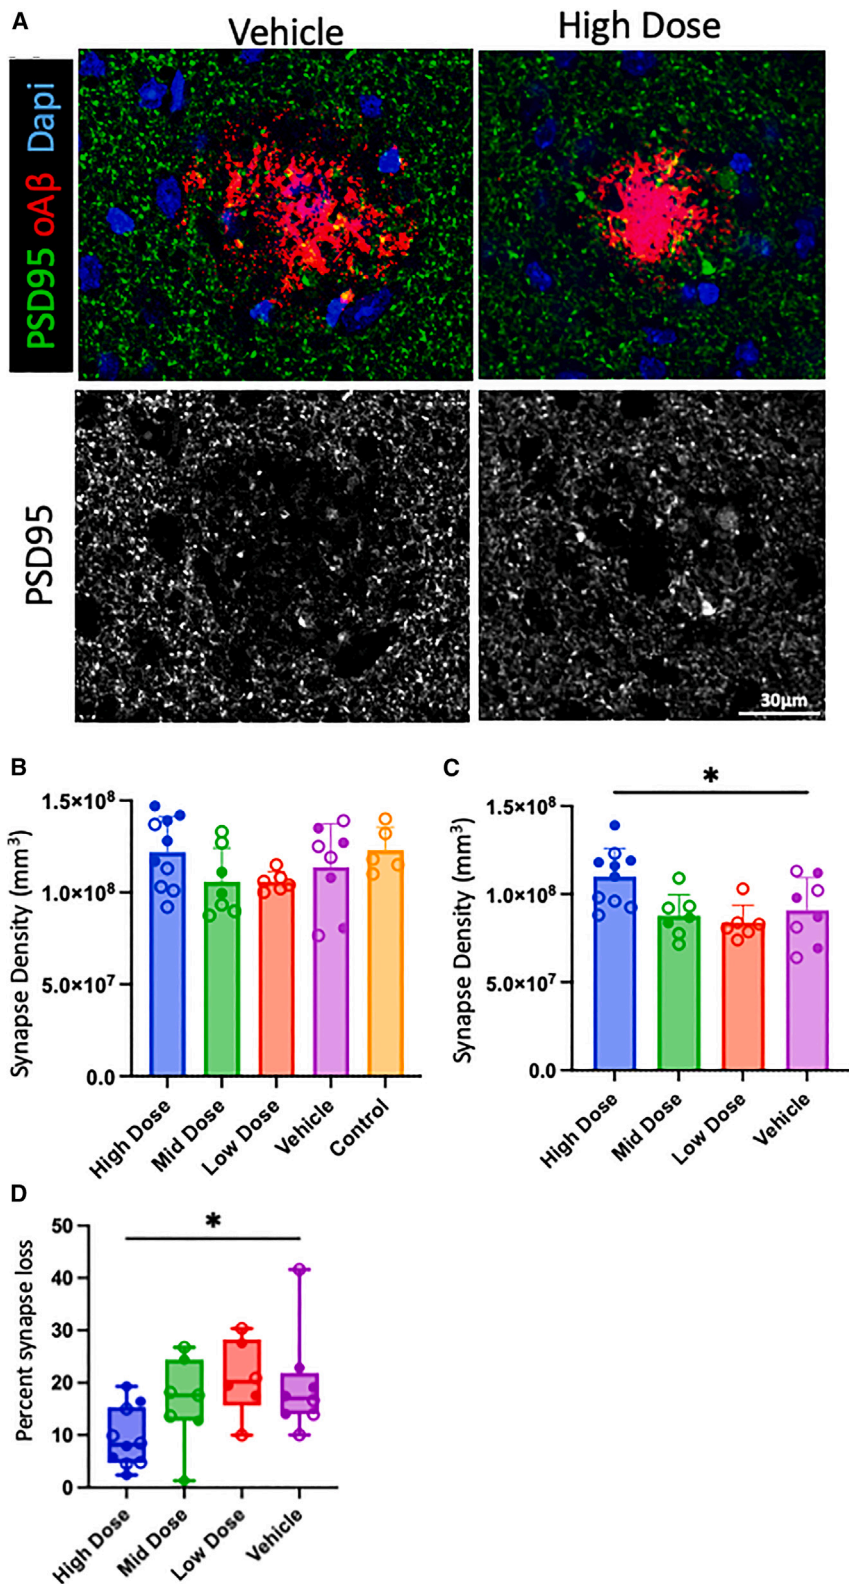 A
Vehicle
High Dose
PSD95 oAβ Dapi
PSD95
30µm
B
Synapse Density (mm³)
1.5×10⁸
1.0×10⁸
5.0×10⁷
0.0
High Dose
Mid Dose
Low Dose
Vehicle
Control
C
*
Synapse Density (mm³)
1.5×10⁸
1.0×10⁸
5.0×10⁷
0.0
High Dose
Mid Dose
Low Dose
Vehicle
D
*
Percent synapse loss
50
40
30
20
10
0
High Dose
Mid Dose
Low Dose
Vehicle